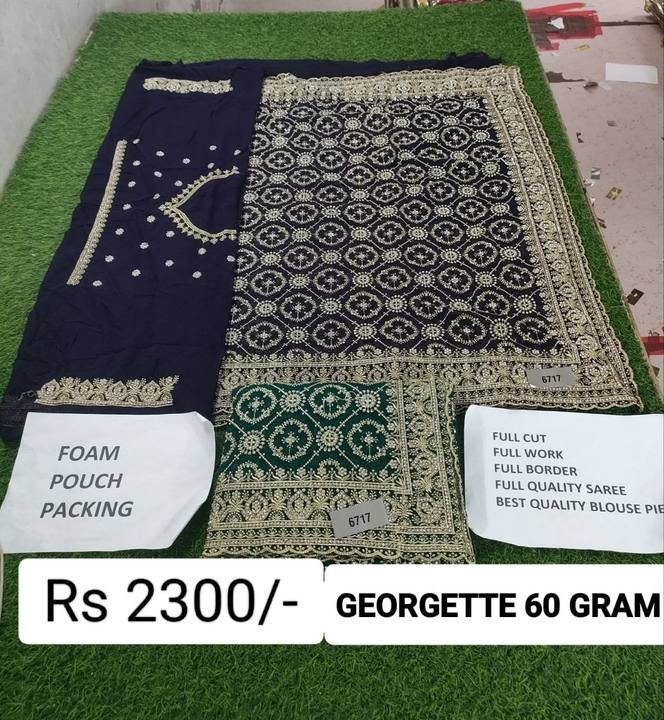 6717
FOAM
POUCH
PACKING
6717
FULL CUT
FULL WORK
FULL BORDER
FULL QUALITY SAREE
BEST QUALITY BLOUSE PIE
Rs 2300/-
GEORGETTE 60 GRAM